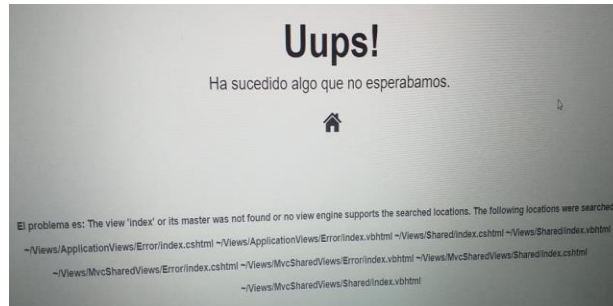 Uups!
Ha sucedido algo que no esperabamos.
El problema es: The view 'index' or its master was not found or no view engine supports the searched locations. The following locations were searched
~/Views/ApplicationViews/Error/index.cshtml ~/Views/ApplicationViews/Error/index.vbhtml ~/Views/Shared/index.cshtml ~/Views/Shared/index.vbhtml
~/Views/MvcSharedViews/Error/index.cshtml ~/Views/MvcSharedViews/Error/index.vbhtml ~/Views/MvcSharedViews/Shared/index.cshtml
~/Views/MvcSharedViews/Shared/index.vbhtml